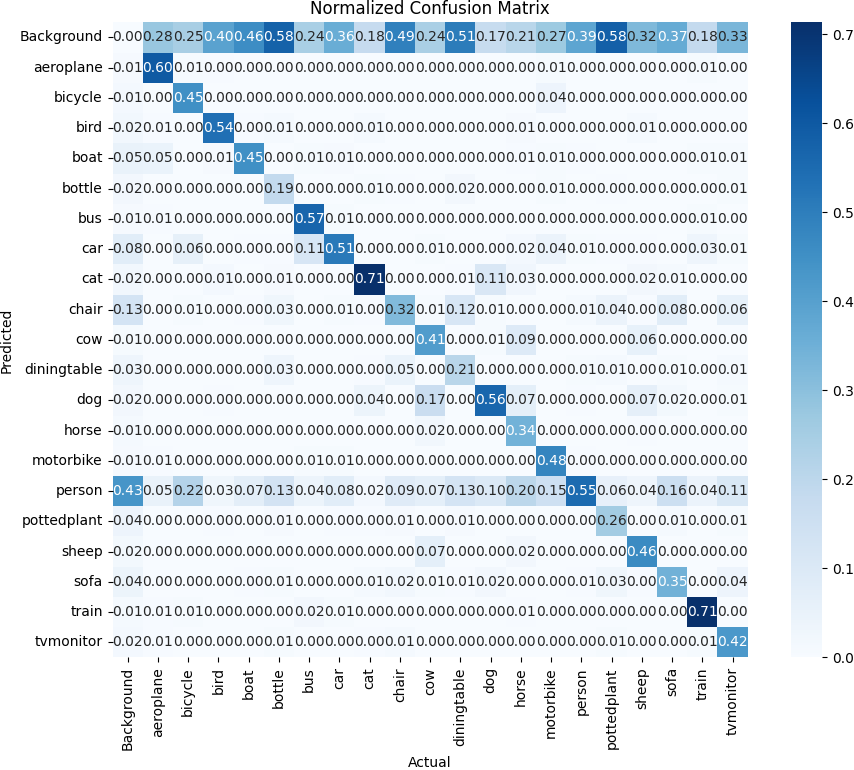 Normalized Confusion Matrix
Background 0.00 0.28 0.25 0.40 0.46 0.58 0.24 0.36 0.18 0.49 0.24 0.51 0.17 0.21 0.27 0.39 0.58 0.32 0.37 0.18 0.33
aeroplane 0.01 0.60 0.01 0.00 0.00 0.00 0.00 0.00 0.00 0.00 0.00 0.00 0.00 0.00 0.01 0.00 0.00 0.00 0.00 0.01 0.00
bicycle 0.01 0.00 0.45 0.00 0.00 0.00 0.00 0.00 0.00 0.00 0.00 0.00 0.00 0.00 0.04 0.00 0.00 0.00 0.00 0.00 0.00
bird 0.02 0.01 0.00 0.54 0.00 0.01 0.00 0.00 0.01 0.00 0.00 0.00 0.00 0.01 0.00 0.00 0.00 0.01 0.00 0.00 0.00
boat 0.05 0.05 0.00 0.01 0.45 0.00 0.01 0.01 0.00 0.00 0.00 0.00 0.00 0.01 0.01 0.00 0.00 0.00 0.00 0.01 0.01
bottle 0.02 0.00 0.00 0.00 0.00 0.19 0.00 0.00 0.01 0.00 0.00 0.02 0.00 0.00 0.01 0.00 0.00 0.00 0.00 0.00 0.01
bus 0.01 0.01 0.00 0.00 0.00 0.00 0.57 0.01 0.00 0.00 0.00 0.00 0.00 0.00 0.00 0.00 0.00 0.00 0.00 0.01 0.00
car 0.08 0.00 0.06 0.00 0.00 0.00 0.11 0.51 0.00 0.00 0.01 0.00 0.00 0.02 0.04 0.01 0.00 0.00 0.00 0.03 0.01
cat 0.02 0.00 0.00 0.01 0.00 0.01 0.00 0.00 0.71 0.00 0.00 0.01 0.11 0.03 0.00 0.00 0.00 0.02 0.01 0.00 0.00
chair 0.13 0.00 0.01 0.00 0.00 0.03 0.00 0.01 0.00 0.32 0.01 0.12 0.01 0.00 0.00 0.01 0.04 0.00 0.08 0.00 0.06
cow 0.01 0.00 0.00 0.00 0.00 0.00 0.00 0.00 0.00 0.00 0.41 0.00 0.01 0.09 0.00 0.00 0.00 0.06 0.00 0.00 0.00
diningtable 0.03 0.00 0.00 0.00 0.00 0.03 0.00 0.00 0.00 0.05 0.00 0.21 0.00 0.00 0.00 0.01 0.01 0.00 0.01 0.00 0.01
dog 0.02 0.00 0.00 0.00 0.00 0.00 0.00 0.00 0.04 0.00 0.17 0.00 0.56 0.07 0.00 0.00 0.00 0.07 0.02 0.00 0.01
horse 0.01 0.00 0.00 0.00 0.00 0.00 0.00 0.00 0.00 0.00 0.02 0.00 0.00 0.34 0.00 0.00 0.00 0.00 0.00 0.00 0.00
motorbike 0.01 0.01 0.00 0.00 0.00 0.00 0.01 0.01 0.00 0.00 0.00 0.00 0.00 0.00 0.48 0.00 0.00 0.00 0.00 0.00 0.00
person 0.43 0.05 0.22 0.03 0.07 0.13 0.04 0.08 0.02 0.09 0.07 0.13 0.10 0.20 0.15 0.55 0.06 0.04 0.16 0.04 0.11
pottedplant 0.04 0.00 0.00 0.00 0.00 0.01 0.00 0.00 0.00 0.01 0.00 0.01 0.00 0.00 0.00 0.00 0.26 0.00 0.01 0.00 0.01
sheep 0.02 0.00 0.00 0.00 0.00 0.00 0.00 0.00 0.00 0.00 0.07 0.00 0.00 0.02 0.00 0.00 0.00 0.46 0.00 0.00 0.00
sofa 0.04 0.00 0.00 0.00 0.00 0.01 0.00 0.00 0.01 0.02 0.01 0.01 0.02 0.00 0.00 0.01 0.03 0.00 0.35 0.00 0.04
train 0.01 0.01 0.01 0.00 0.00 0.00 0.02 0.01 0.00 0.00 0.00 0.00 0.00 0.01 0.00 0.00 0.00 0.00 0.00 0.71 0.00
tvmonitor 0.02 0.01 0.00 0.00 0.00 0.01 0.00 0.00 0.00 0.01 0.00 0.00 0.00 0.00 0.00 0.00 0.01 0.00 0.00 0.01 0.42
Predicted
Background aeroplane bicycle bird boat bottle bus car cat chair cow diningtable dog horse motorbike person pottedplant sheep sofa train tvmonitor
Actual
0.7
0.6
0.5
0.4
0.3
0.2
0.1
0.0